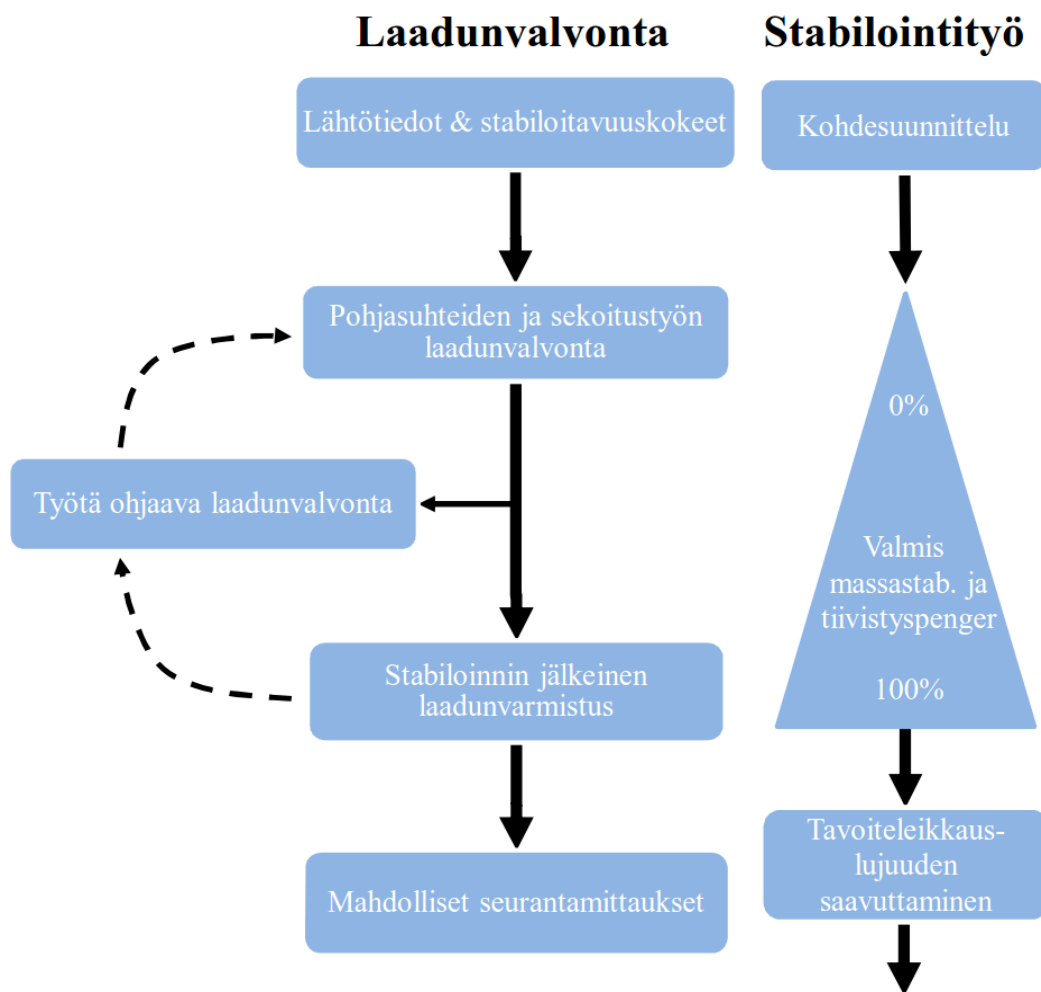 Laadunvalvonta
Stabilointityö
Lähtötiedot & stabiloitavuuskokeet
Kohdesuunnittelu
Pohjasuhteiden ja sekoitustyön
laadunvalvonta
0%
Työtä ohjaava laadunvalvonta
Valmis
massastab. ja
tiivistyspenger
Stabiloinnin jälkeinen
laadunvarmistus
100%
Tavoiteleikkaus-
lujuuden
saavuttaminen
Mahdolliset seurantamittaukset